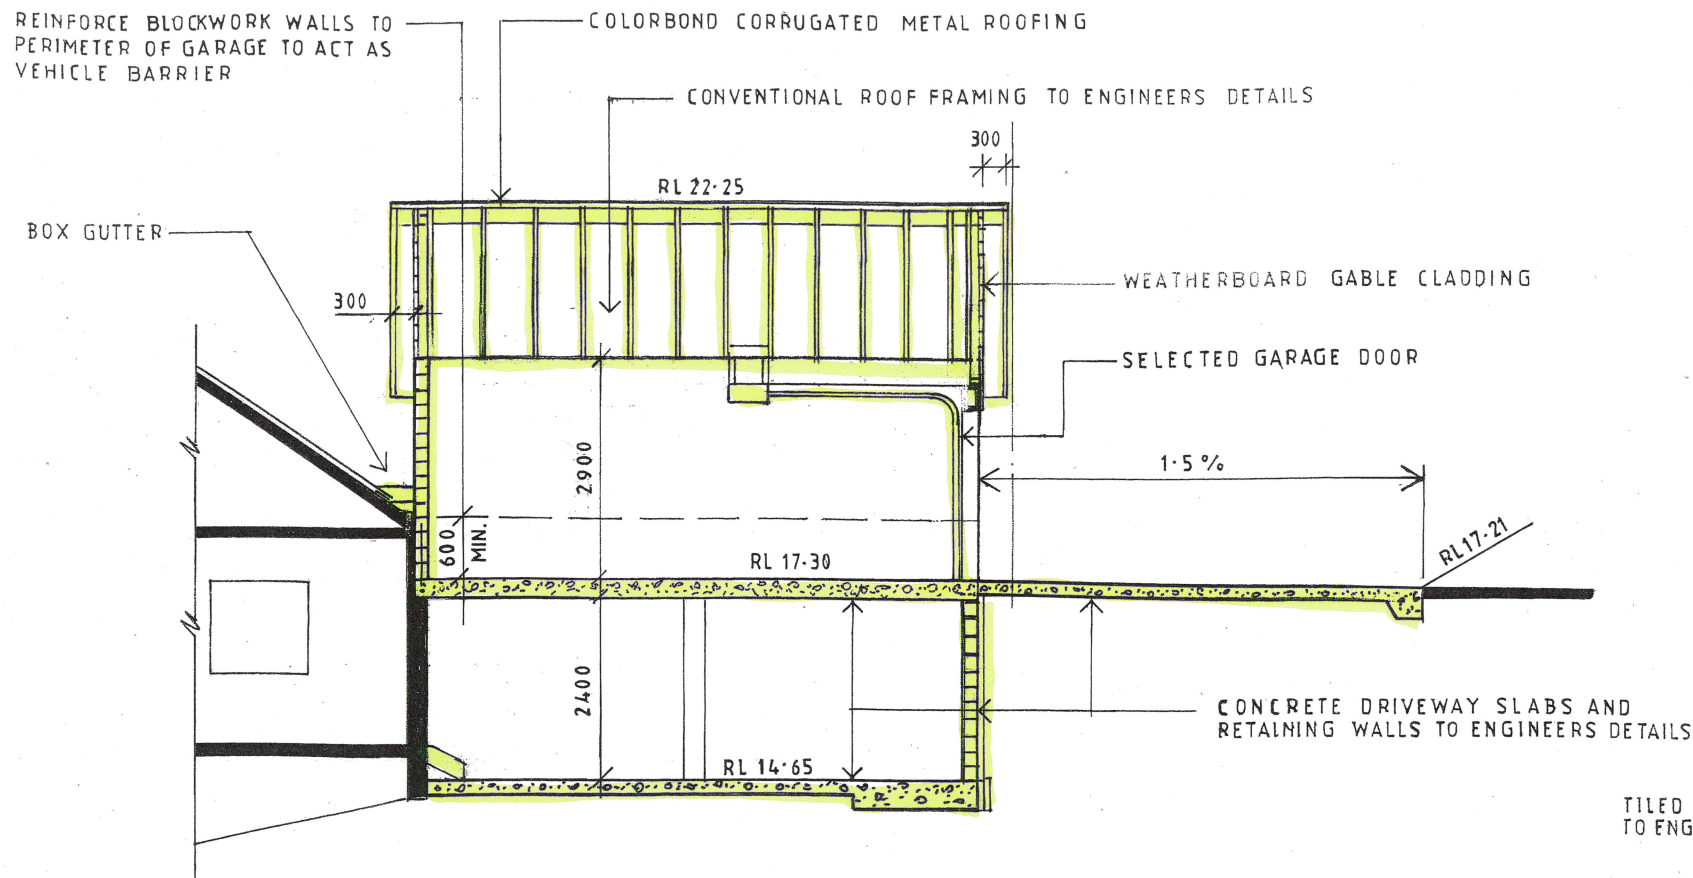 REINFORCE BLOCKWORK WALLS TO
PERIMETER OF GARAGE TO ACT AS
VEHICLE BARRIER
COLORBOND CORRUGATED METAL ROOFING
CONVENTIONAL ROOF FRAMING TO ENGINEERS DETAILS
300
RL 22·25
BOX GUTTER
WEATHERBOARD GABLE CLADDING
300
SELECTED GARAGE DOOR
1·5 %
2900
600
MIN.
RL 17·30
RL 17·21
2400
CONCRETE DRIVEWAY SLABS AND
RETAINING WALLS TO ENGINEERS DETAILS
RL 14·65
TILED
TO ENG